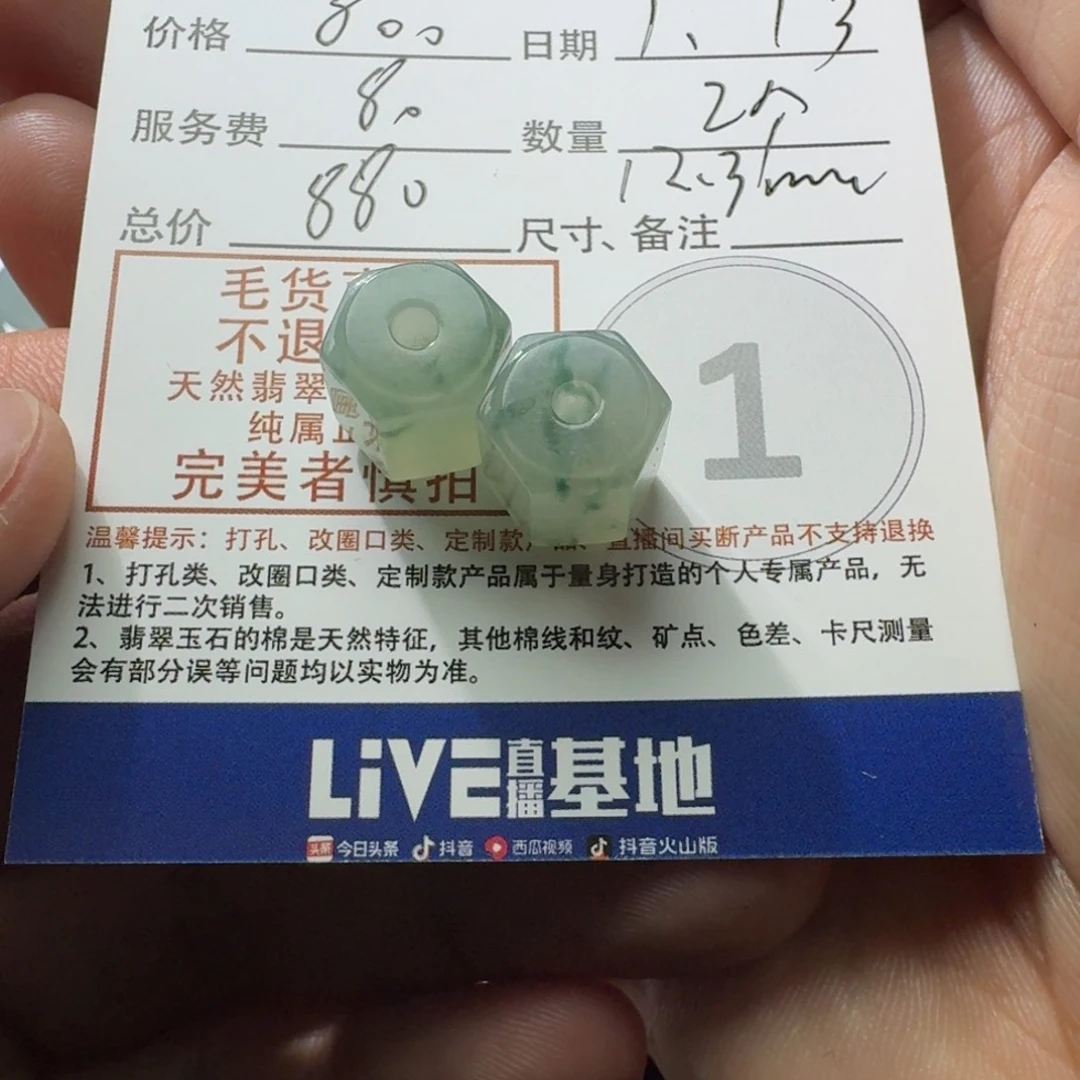 价格 800 日期 1、13
服务费 80 数量 2个
总价 880 尺寸、备注 12.3mm
毛货
不退
天然翡翠
纯属正
完美者慎拍
1
温馨提示：打孔、改圈口类、定制款产品、直播间买断产品不支持退换
1、打孔类、改圈口类、定制款产品属于量身打造的个人专属产品，无
法进行二次销售。
2、翡翠玉石的棉是天然特征，其他棉线和纹、矿点、色差、卡尺测量
会有部分误等问题均以实物为准。
LiVE直播基地
头条 今日头条 抖音 西瓜视频 抖音火山版